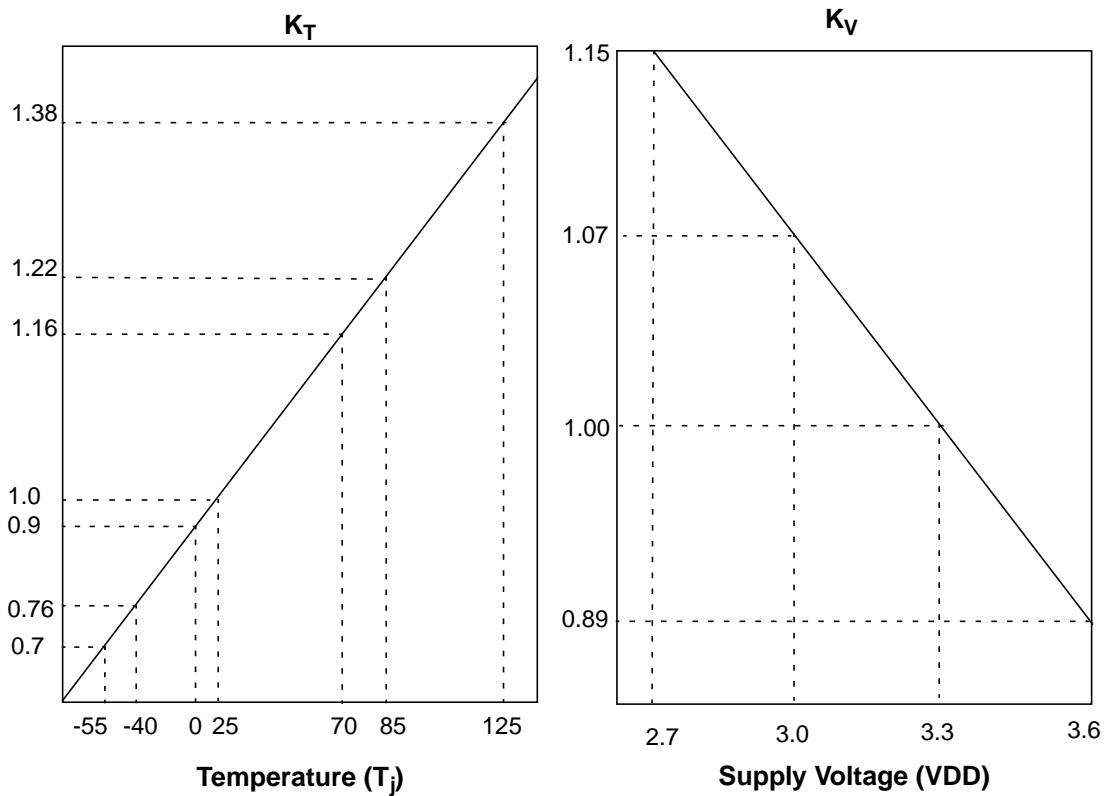 K_T
1.38
1.22
1.16
1.0
0.9
0.76
0.7
-55 -40 0 25 70 85 125
Temperature (T_j)
K_V
1.15
1.07
1.00
0.89
2.7 3.0 3.3 3.6
Supply Voltage (VDD)